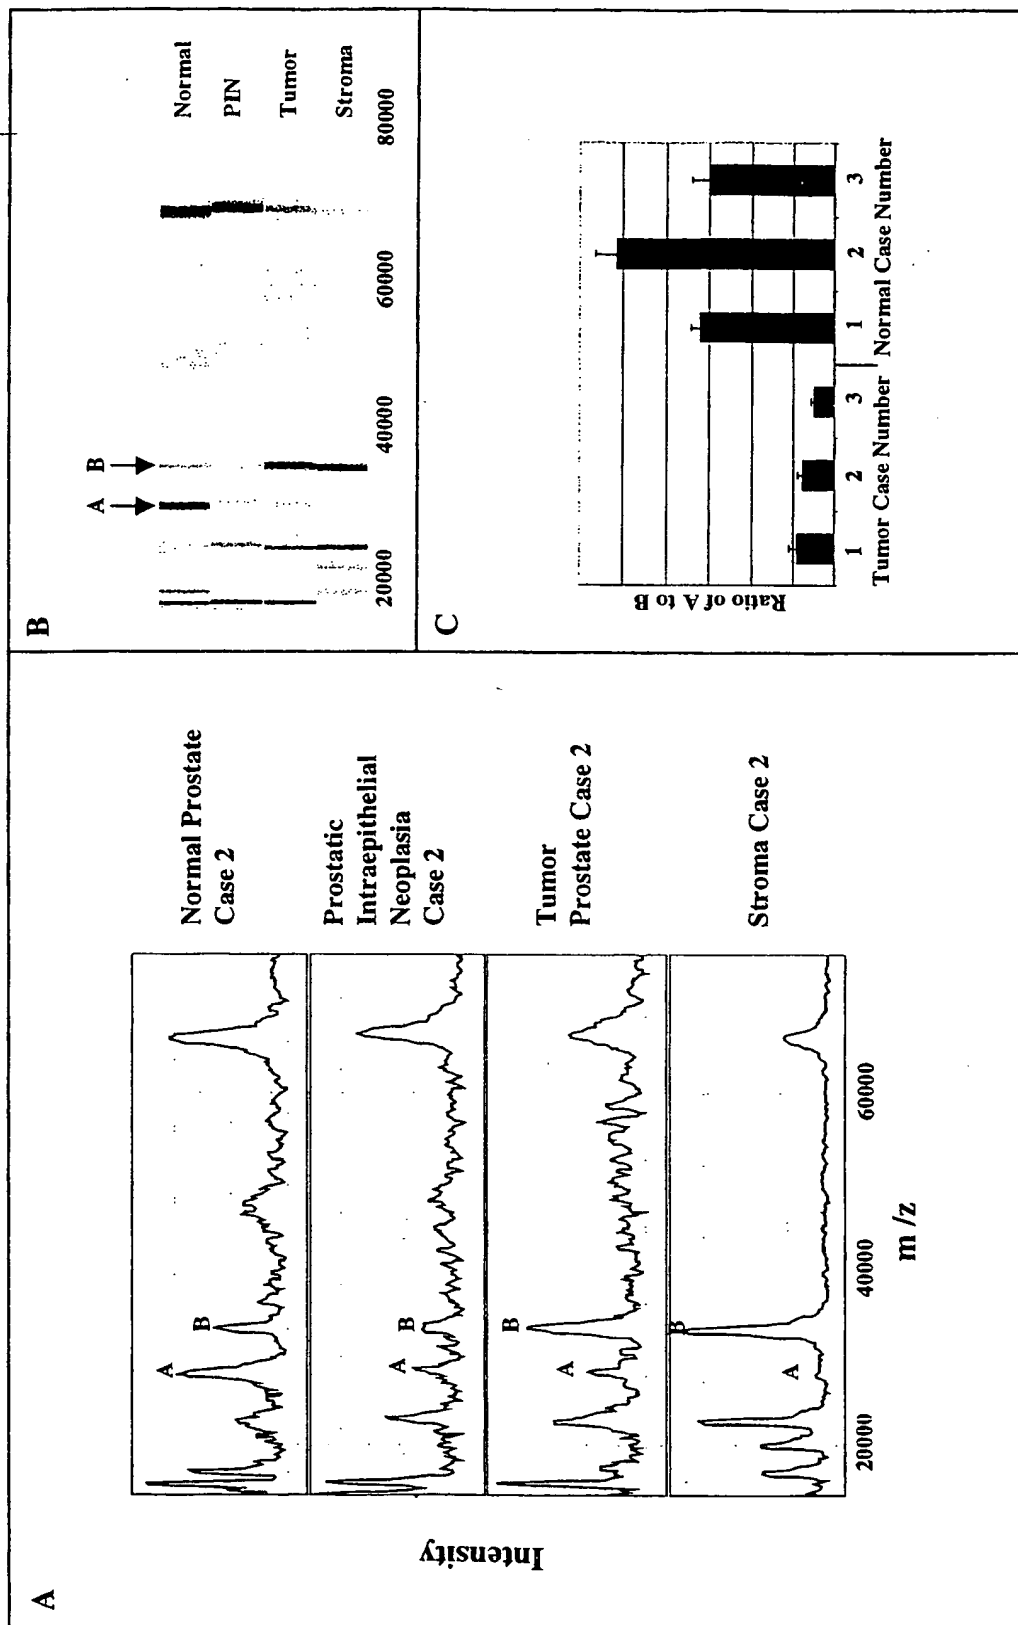 A
Intensity
Normal Prostate
Case 2
Prostatic
Intraepithelial
Neoplasia
Case 2
Tumor
Prostate Case 2
Stroma Case 2
A
B
A
B
A
B
A
B
20000
40000
60000
m /z
B
A
B
Normal
PIN
Tumor
Stroma
20000
40000
60000
80000
C
Ratio of A to B
1
2
3
1
2
3
Tumor Case Number
Normal Case Number